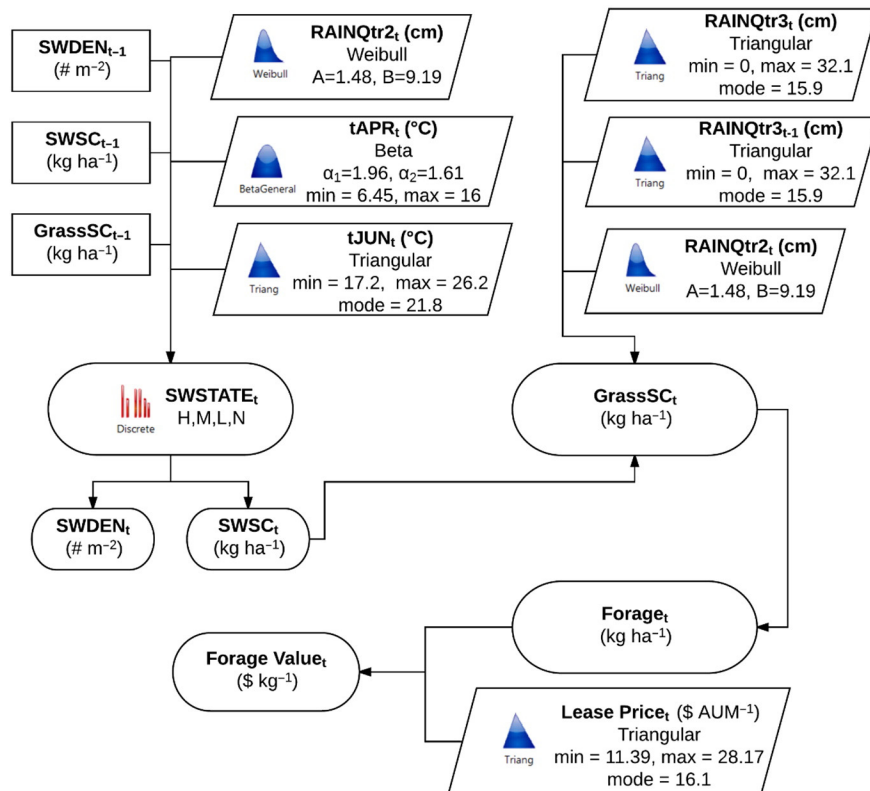 SWDENt−1
(# m−2)
SWSCt−1
(kg ha−1)
GrassSCt−1
(kg ha−1)
RAINQtr2t (cm)
Weibull
A=1.48, B=9.19
Weibull
tAPRt (°C)
Beta
α1=1.96, α2=1.61
min = 6.45, max = 16
BetaGeneral
tJUNt (°C)
Triangular
min = 17.2, max = 26.2
mode = 21.8
Triang
RAINQtr3t (cm)
Triangular
min = 0, max = 32.1
mode = 15.9
Triang
RAINQtr3t-1 (cm)
Triangular
min = 0, max = 32.1
mode = 15.9
Triang
RAINQtr2t (cm)
Weibull
A=1.48, B=9.19
Weibull
SWSTATEt
H,M,L,N
Discrete
GrassSCt
(kg ha−1)
SWDENt
(# m−2)
SWSCt
(kg ha−1)
Foraget
(kg ha−1)
Forage Valuet
($ kg−1)
Lease Pricet ($ AUM−1)
Triangular
min = 11.39, max = 28.17
mode = 16.1
Triang